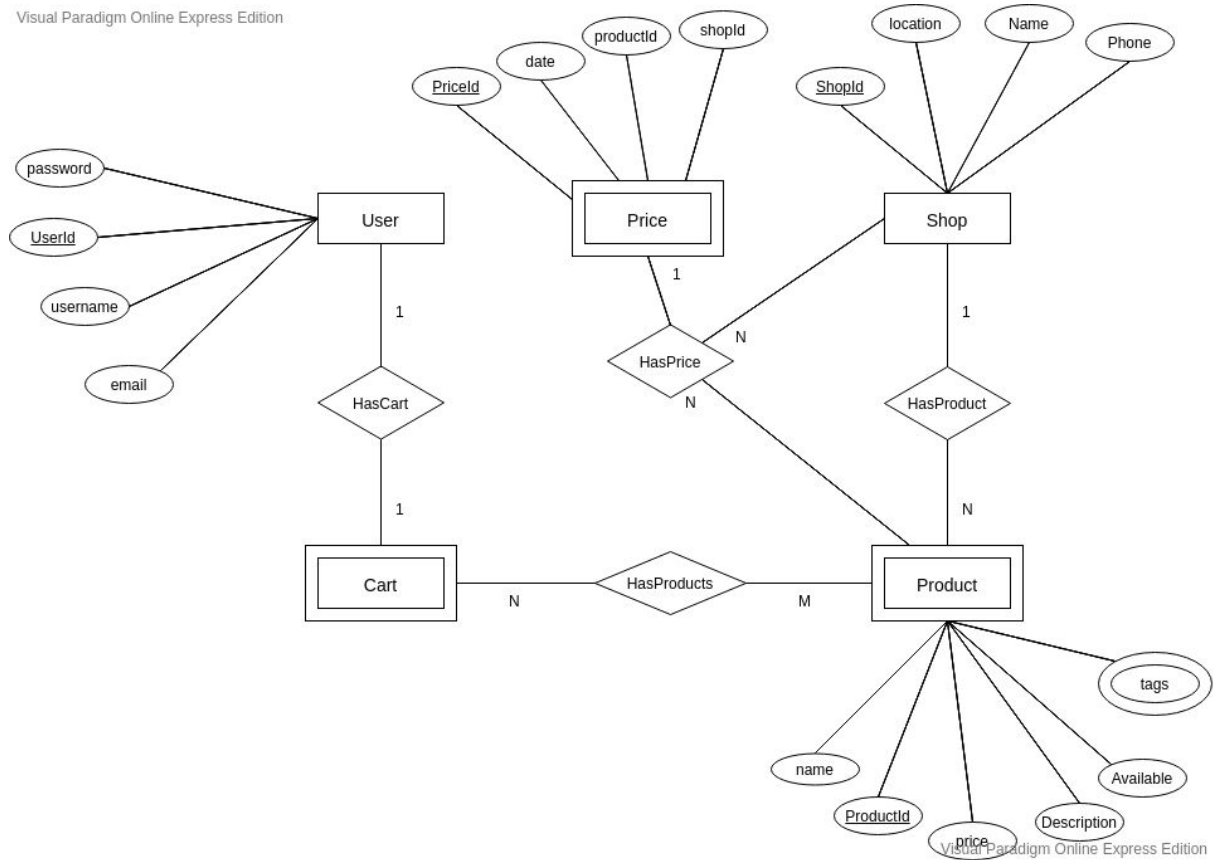 Visual Paradigm Online Express Edition
location
Name
shopId
productId
Phone
date
PriceId
ShopId
password
User
Price
Shop
UserId
1
username
1
1
N
HasPrice
email
HasCart
N
HasProduct
1
N
Cart
HasProducts
Product
N
M
tags
name
Available
ProductId
Description
price
Visual Paradigm Online Express Edition